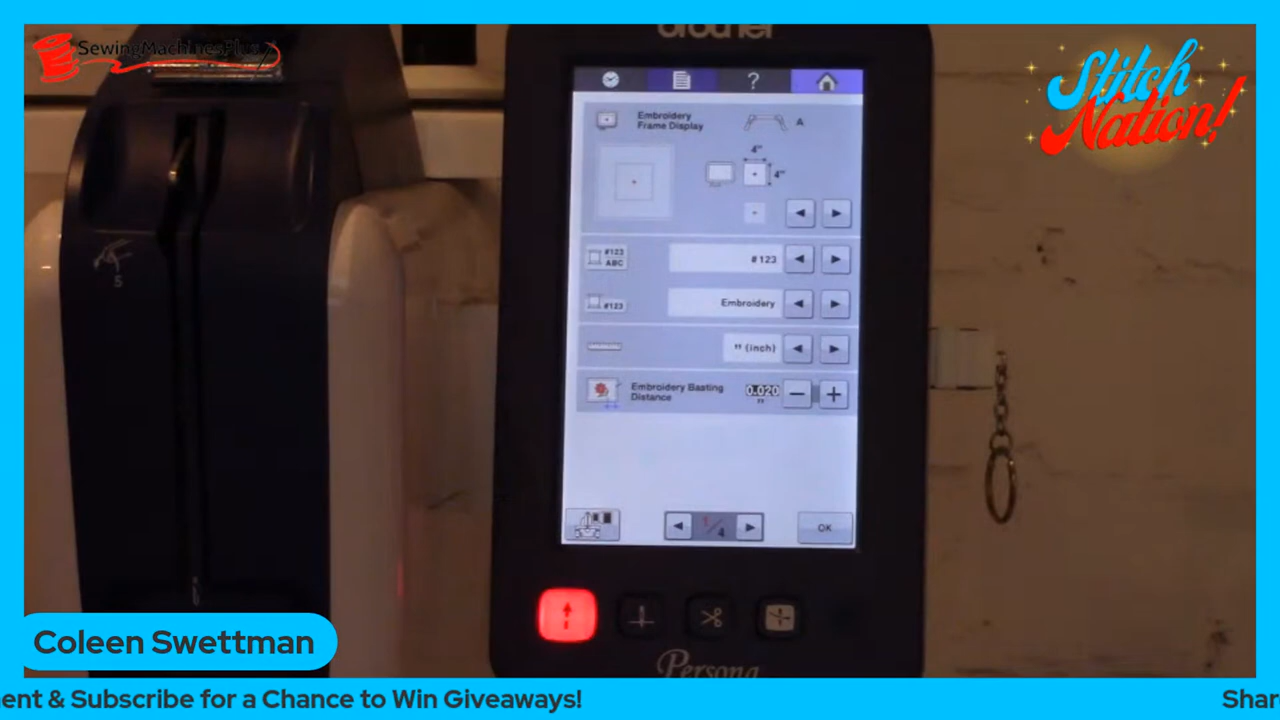 SewingMachinesPlus
Stitch
Nation!
brother
?
Embroidery
Frame Display
A
4"
4"
#123
ABC
#123
#123
Embroidery
" (inch)
Embroidery Basting
Distance
0.020
"
1/4
OK
5
Persona
Coleen Swettman
ent & Subscribe for a Chance to Win Giveaways!
Shar